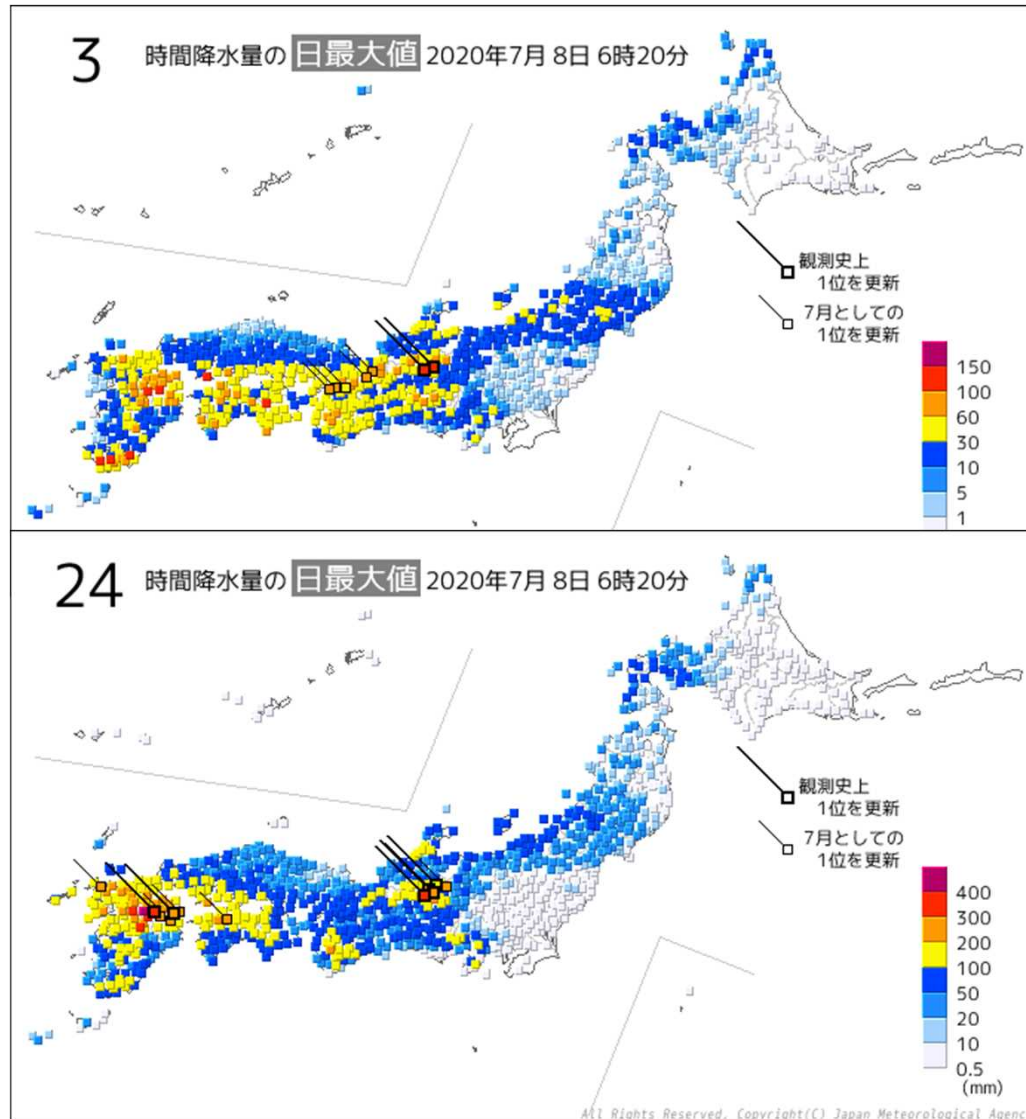 3 時間降水量の 日最大値 2020年7月 8日 6時20分
観測史上
1位を更新
7月としての
1位を更新
150
100
60
30
10
5
1
24 時間降水量の 日最大値 2020年7月 8日 6時20分
観測史上
1位を更新
7月としての
1位を更新
400
300
200
100
50
20
10
0.5
(mm)
All Rights Reserved. Copyright(C) Japan Meteorological Agenc